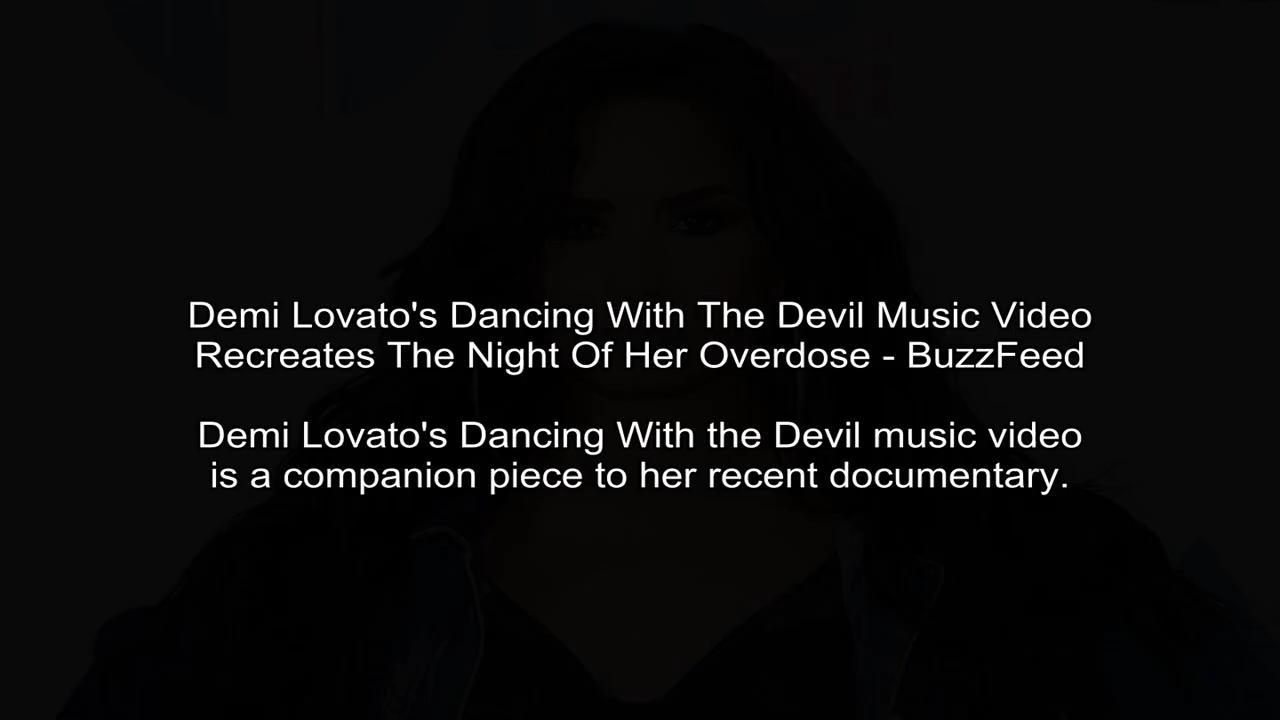 Demi Lovato's Dancing With The Devil Music Video
Recreates The Night Of Her Overdose - BuzzFeed
Demi Lovato's Dancing With the Devil music video
is a companion piece to her recent documentary.